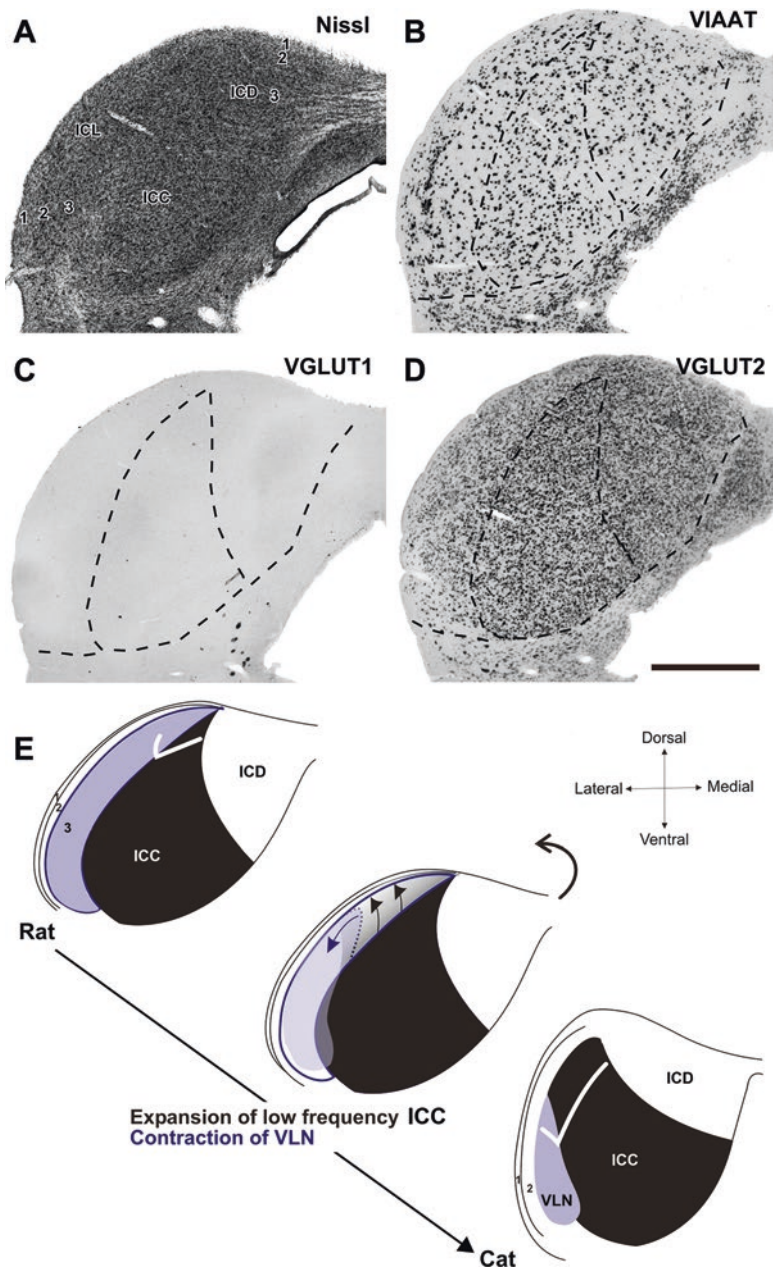 A
Nissl
1
2
ICD
3
ICL
ICC
1 2 3
B
VIAAT
C
VGLUT1
D
VGLUT2
E
1
2
3
ICD
ICC
Rat
Dorsal
Lateral
Medial
Ventral
Expansion of low frequency ICC
Contraction of VLN
ICD
ICC
1
2
VLN
Cat